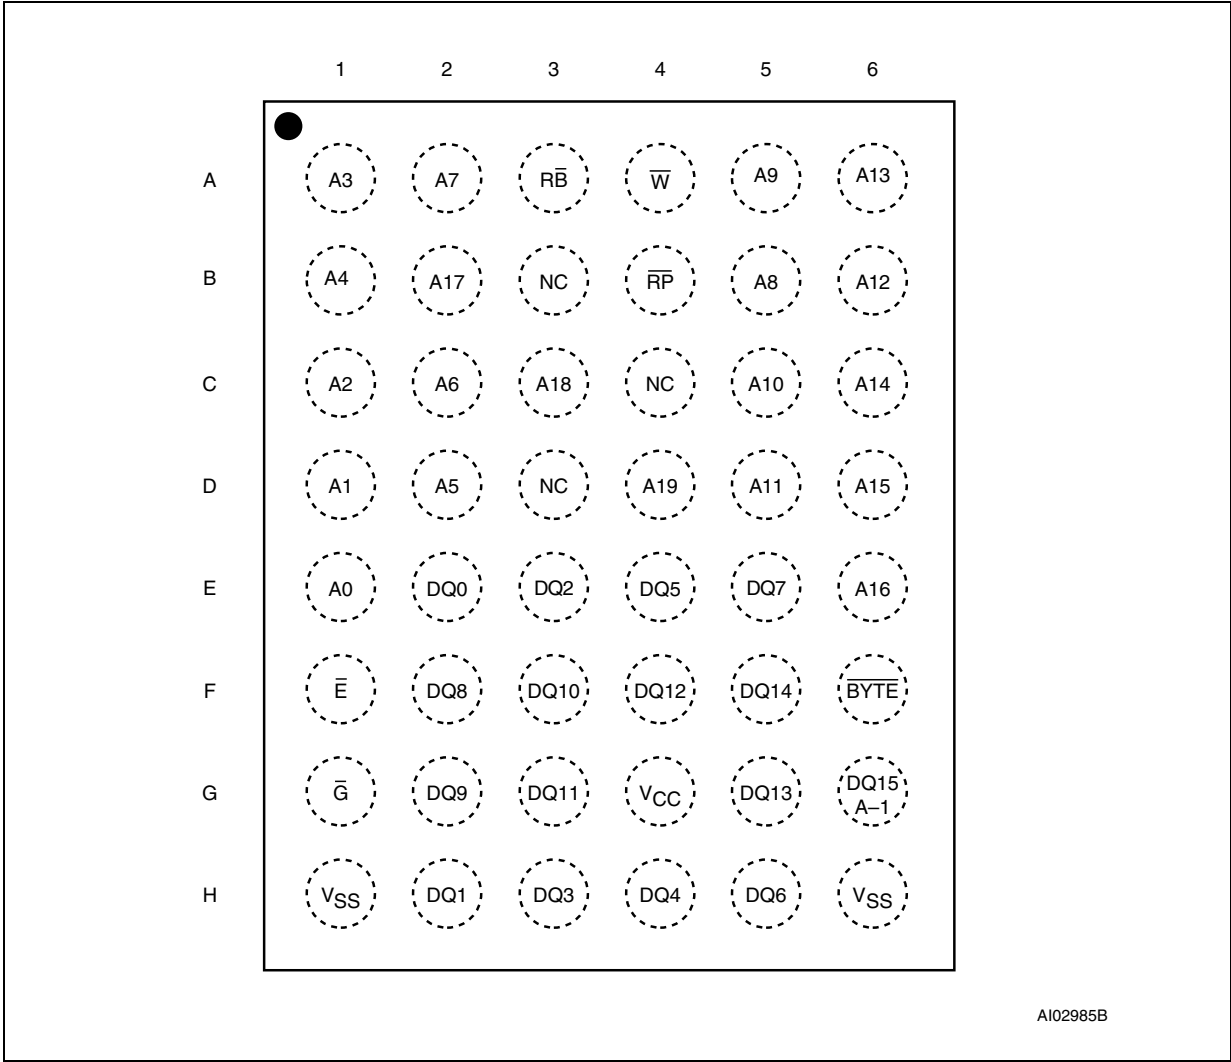 1 2 3 4 5 6
A A3 A7 RB̅ W̅ A9 A13
B A4 A17 NC R̅P̅ A8 A12
C A2 A6 A18 NC A10 A14
D A1 A5 NC A19 A11 A15
E A0 DQ0 DQ2 DQ5 DQ7 A16
F E̅ DQ8 DQ10 DQ12 DQ14 B̅Y̅T̅E̅
G G̅ DQ9 DQ11 VCC DQ13 DQ15
A–1
H VSS DQ1 DQ3 DQ4 DQ6 VSS
AI02985B